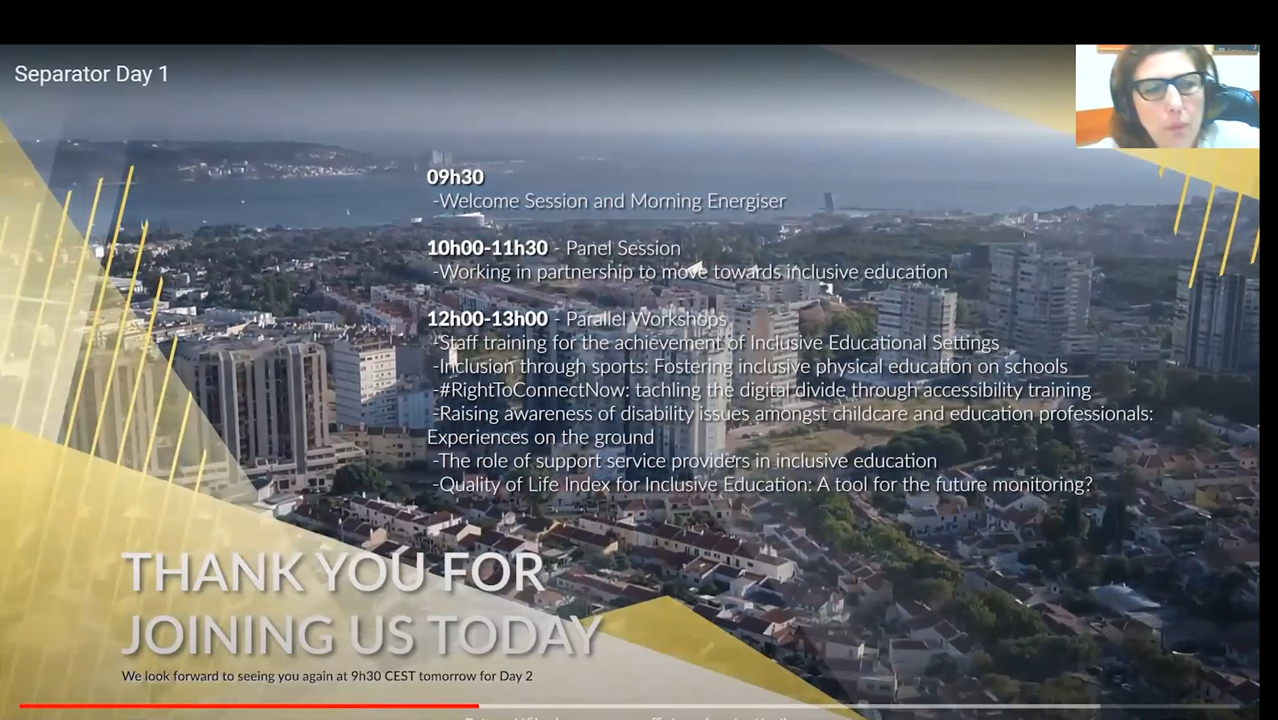 Separator Day 1
09h30
-Welcome Session and Morning Energiser
10h00-11h30 - Panel Session
-Working in partnership to move towards inclusive education
12h00-13h00 - Parallel Workshops
-Staff training for the achievement of Inclusive Educational Settings
-Inclusion through sports: Fostering inclusive physical education on schools
-#RightToConnectNow: tachling the digital divide through accessibility training
-Raising awareness of disability issues amongst childcare and education professionals:
Experiences on the ground
-The role of support service providers in inclusive education
-Quality of Life Index for Inclusive Education: A tool for the future monitoring?
THANK YOU FOR
JOINING US TODAY
We look forward to seeing you again at 9h30 CEST tomorrow for Day 2